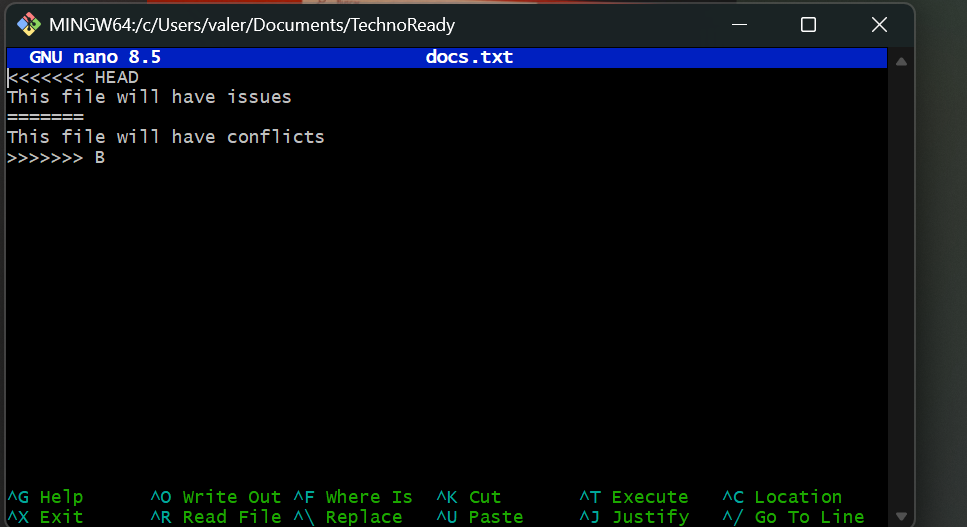 MINGW64:/c/Users/valer/Documents/TechnoReady
GNU nano 8.5 docs.txt
<<<<<<< HEAD
This file will have issues
=======
This file will have conflicts
>>>>>>> B
^G Help ^O Write Out ^F Where Is ^K Cut ^T Execute ^C Location
^X Exit ^R Read File ^\ Replace ^U Paste ^J Justify ^/ Go To Line